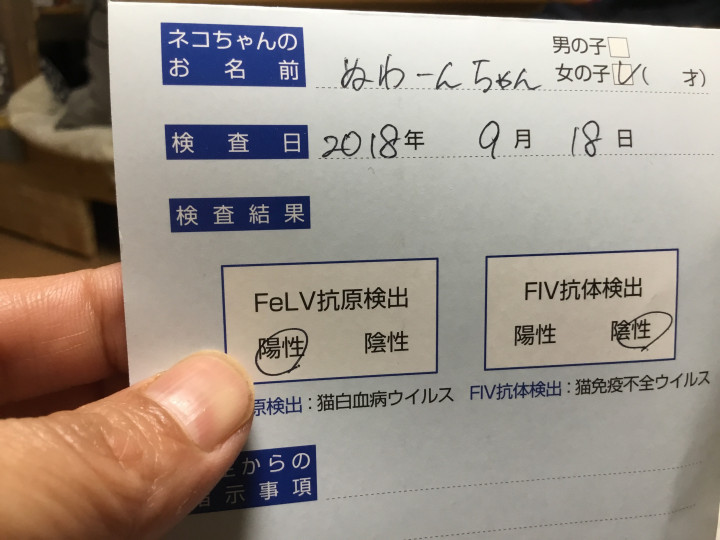 ネコちゃんの
お名前
ぬわーんちゃん
男の子
女の子 ( 才)
検査日
2018年 9月 18日
検査結果
FeLV抗原検出
陽性 陰性
FIV抗体検出
陽性 陰性
原検出:猫白血病ウイルス
FIV抗体検出:猫免疫不全ウイルス
からの
示事項